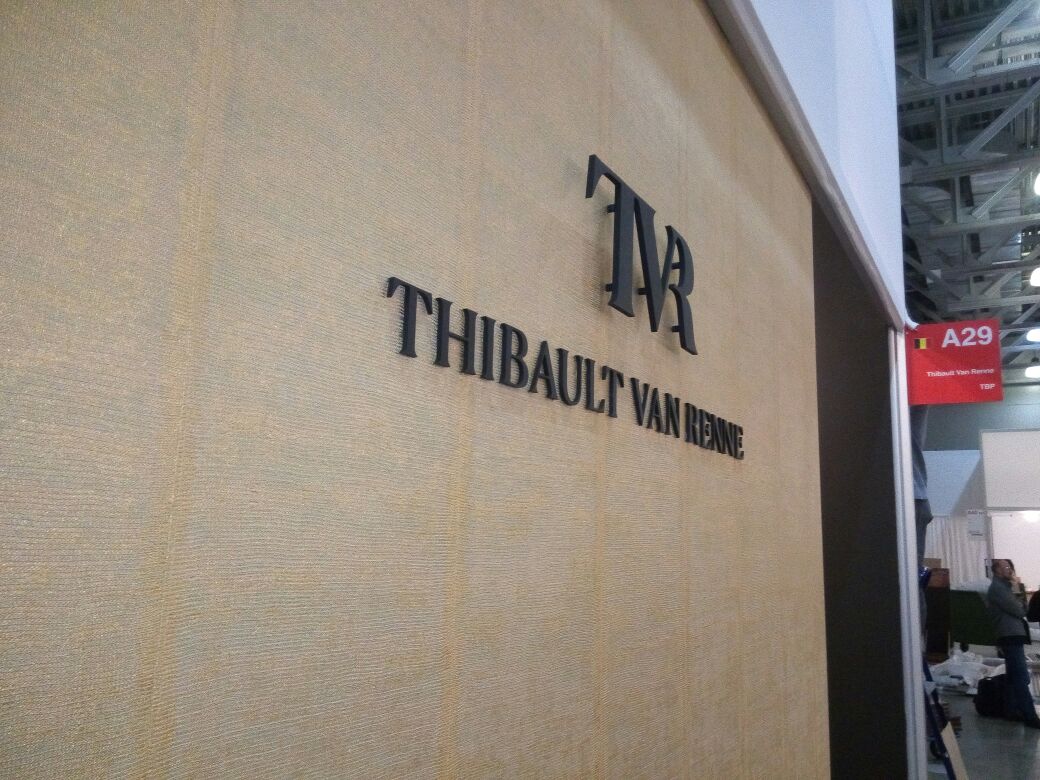 TVR
THIBAULT VAN RENNE
A29
Thibault Van Renne
TBP